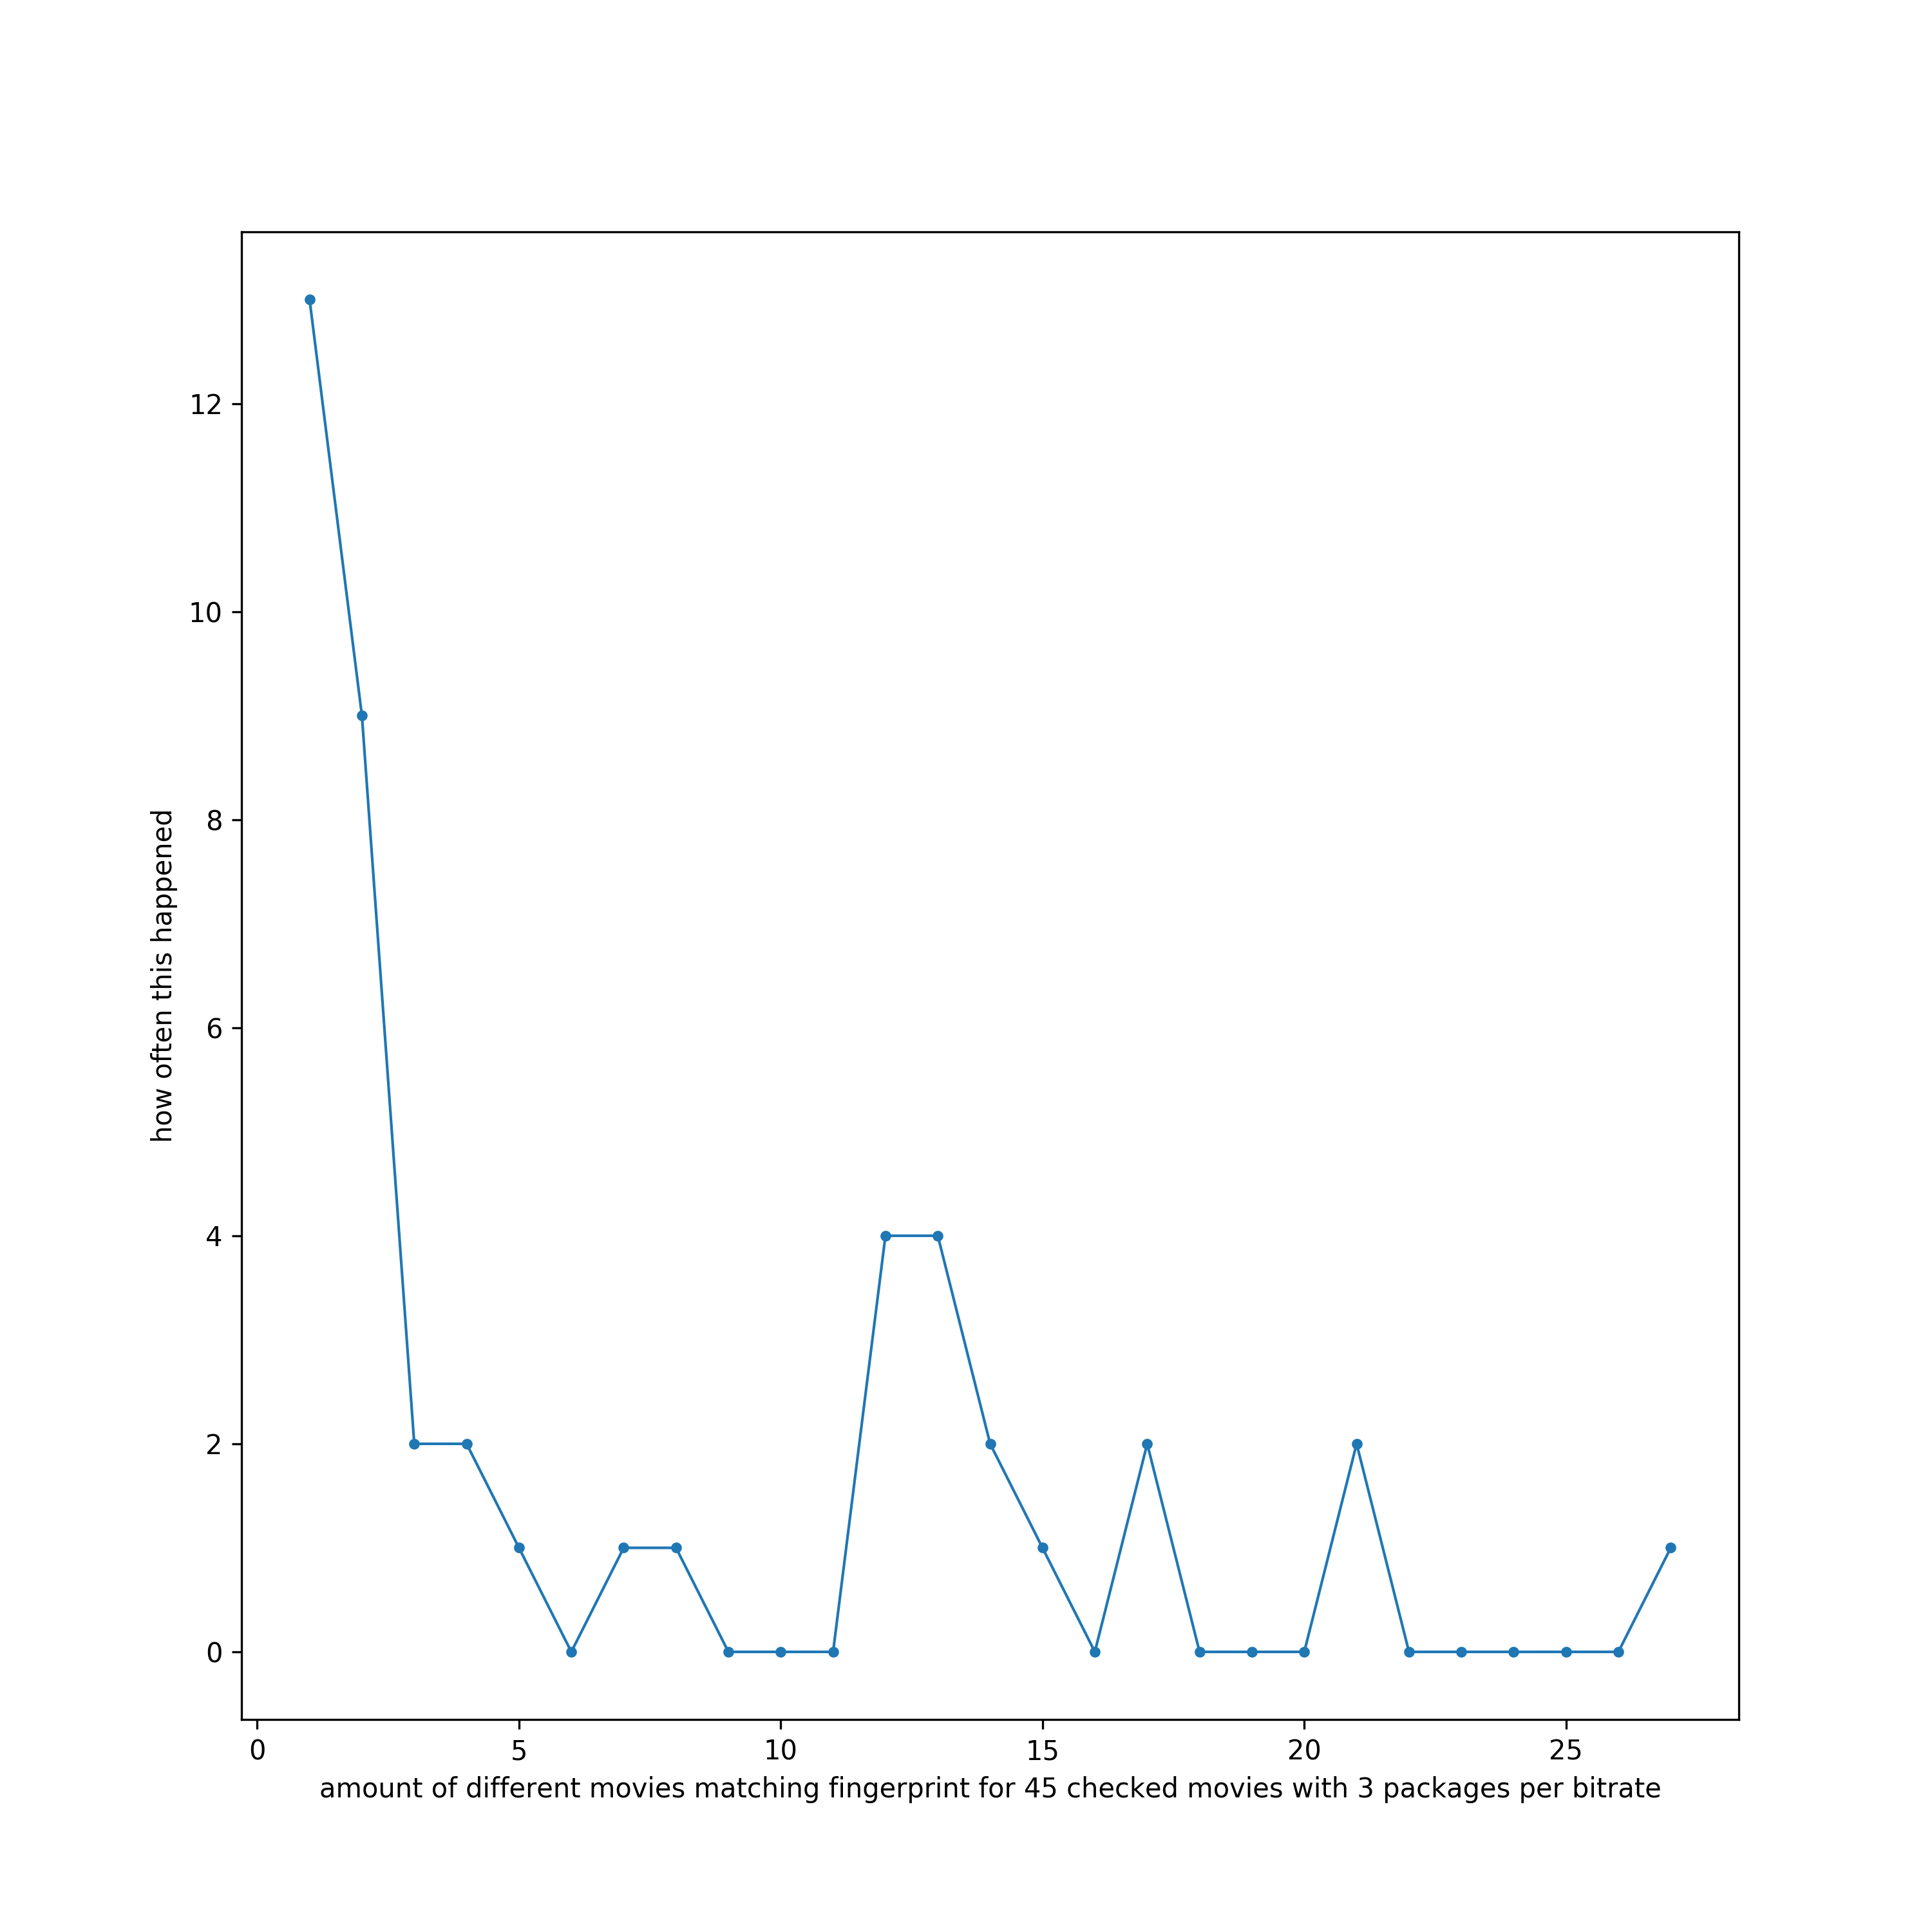 12
10
8
6
4
2
0
how often this happened
0 5 10 15 20 25
amount of different movies matching fingerprint for 45 checked movies with 3 packages per bitrate